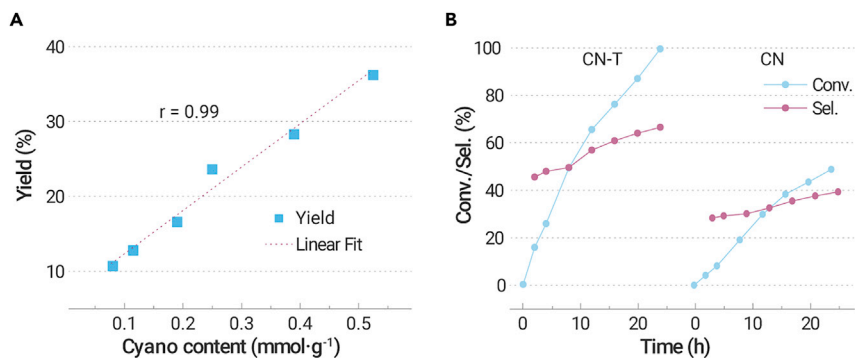 A
Yield (%)
40
30
20
10
r = 0.99
Yield
Linear Fit
0.1 0.2 0.3 0.4 0.5
Cyano content (mmol·g⁻¹)
B
Conv./Sel. (%)
100
80
60
40
20
0
CN-T
CN
Conv.
Sel.
0 10 20 0 10 20
Time (h)